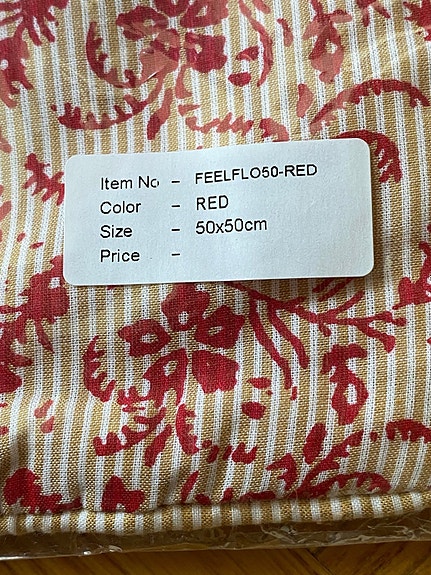 Item No - FEELFLO50-RED
Color - RED
Size - 50x50cm
Price -